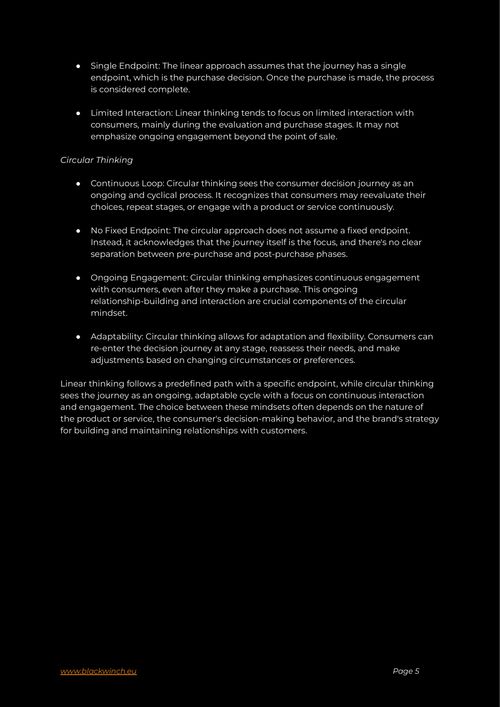 ● Single Endpoint: The linear approach assumes that the journey has a single
endpoint, which is the purchase decision. Once the purchase is made, the process
is considered complete.
● Limited Interaction: Linear thinking tends to focus on limited interaction with
consumers, mainly during the evaluation and purchase stages. It may not
emphasize ongoing engagement beyond the point of sale.
Circular Thinking
● Continuous Loop: Circular thinking sees the consumer decision journey as an
ongoing and cyclical process. It recognizes that consumers may reevaluate their
choices, repeat stages, or engage with a product or service continuously.
● No Fixed Endpoint: The circular approach does not assume a fixed endpoint.
Instead, it acknowledges that the journey itself is the focus, and there's no clear
separation between pre-purchase and post-purchase phases.
● Ongoing Engagement: Circular thinking emphasizes continuous engagement
with consumers, even after they make a purchase. This ongoing
relationship-building and interaction are crucial components of the circular
mindset.
● Adaptability: Circular thinking allows for adaptation and flexibility. Consumers can
re-enter the decision journey at any stage, reassess their needs, and make
adjustments based on changing circumstances or preferences.
Linear thinking follows a predefined path with a specific endpoint, while circular thinking
sees the journey as an ongoing, adaptable cycle with a focus on continuous interaction
and engagement. The choice between these mindsets often depends on the nature of
the product or service, the consumer's decision-making behavior, and the brand's strategy
for building and maintaining relationships with customers.
www.blackwinch.eu Page 5